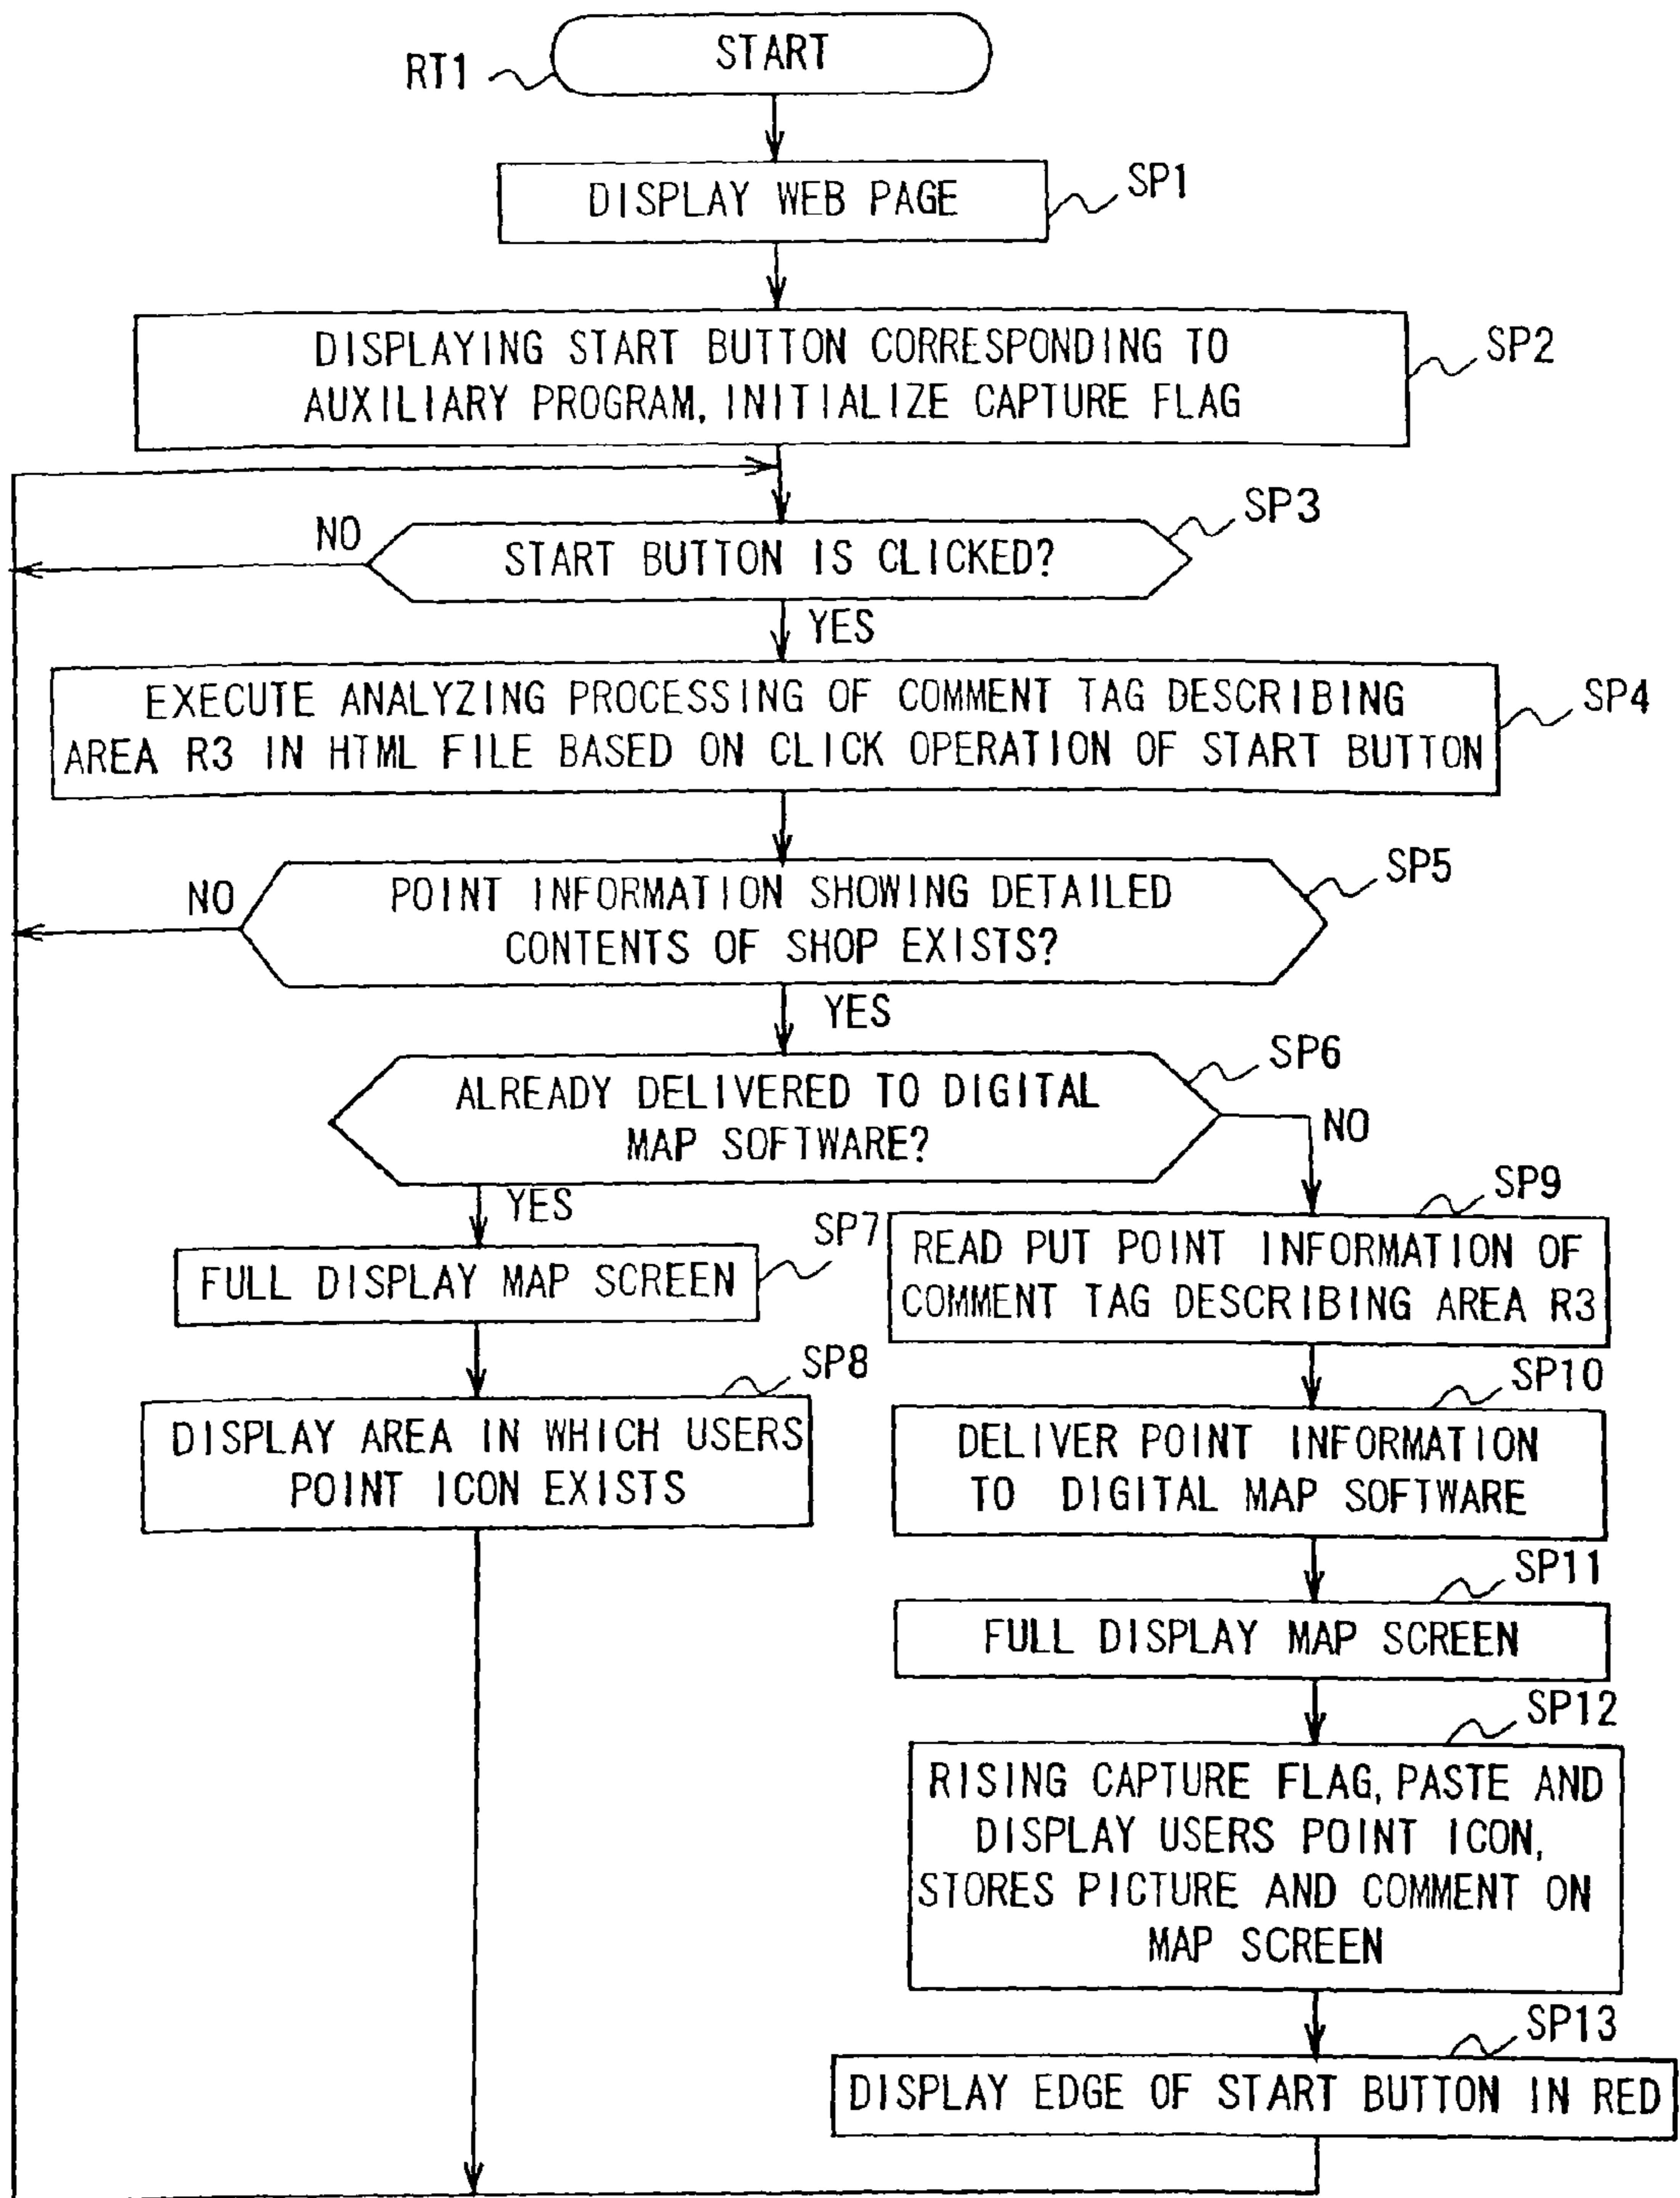 START
RT1
DISPLAY WEB PAGE
SP1
DISPLAYING START BUTTON CORRESPONDING TO
AUXILIARY PROGRAM, INITIALIZE CAPTURE FLAG
SP2
START BUTTON IS CLICKED?
SP3
NO
YES
EXECUTE ANALYZING PROCESSING OF COMMENT TAG DESCRIBING
AREA R3 IN HTML FILE BASED ON CLICK OPERATION OF START BUTTON
SP4
POINT INFORMATION SHOWING DETAILED
CONTENTS OF SHOP EXISTS?
SP5
NO
YES
ALREADY DELIVERED TO DIGITAL
MAP SOFTWARE?
SP6
NO
YES
FULL DISPLAY MAP SCREEN
SP7
DISPLAY AREA IN WHICH USERS
POINT ICON EXISTS
SP8
READ PUT POINT INFORMATION OF
COMMENT TAG DESCRIBING AREA R3
SP9
DELIVER POINT INFORMATION
TO DIGITAL MAP SOFTWARE
SP10
FULL DISPLAY MAP SCREEN
SP11
RISING CAPTURE FLAG, PASTE AND
DISPLAY USERS POINT ICON,
STORES PICTURE AND COMMENT ON
MAP SCREEN
SP12
DISPLAY EDGE OF START BUTTON IN RED
SP13